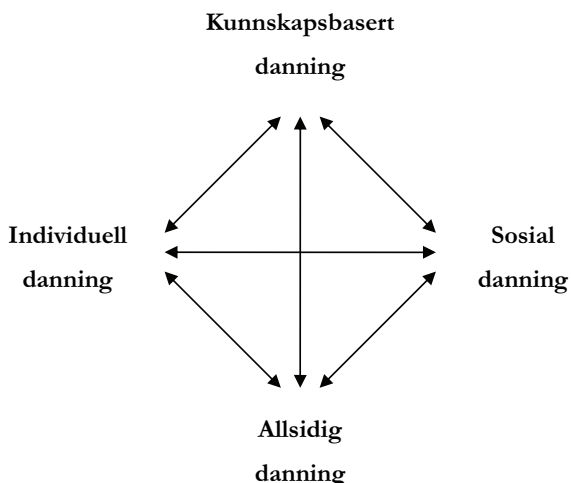 Kunnskapsbasert
danning
Individuell
danning
Sosial
danning
Allsidig
danning